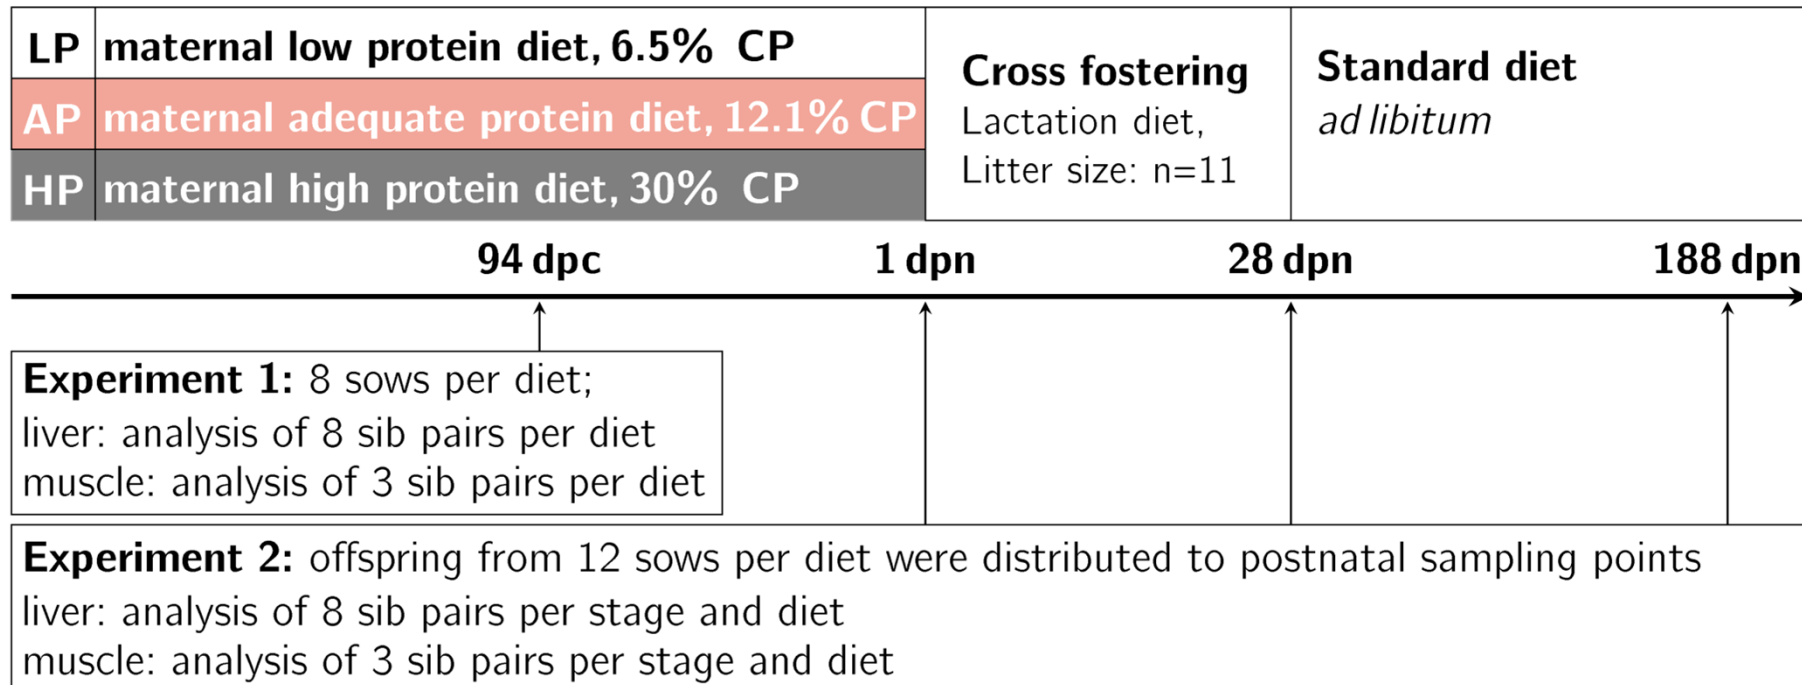 LP maternal low protein diet, 6.5% CP
AP maternal adequate protein diet, 12.1% CP
HP maternal high protein diet, 30% CP
Cross fostering
Lactation diet,
Litter size: n=11
Standard diet
ad libitum
94 dpc 1 dpn 28 dpn 188 dpn
Experiment 1: 8 sows per diet;
liver: analysis of 8 sib pairs per diet
muscle: analysis of 3 sib pairs per diet
Experiment 2: offspring from 12 sows per diet were distributed to postnatal sampling points
liver: analysis of 8 sib pairs per stage and diet
muscle: analysis of 3 sib pairs per stage and diet